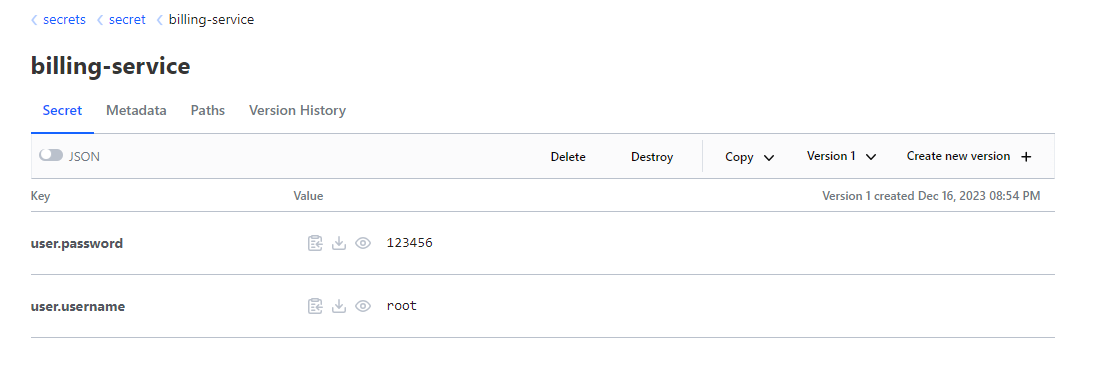 secrets secret billing-service
billing-service
Secret Metadata Paths Version History
JSON Delete Destroy Copy Version 1 Create new version +
Key Value Version 1 created Dec 16, 2023 08:54 PM
user.password 123456
user.username root